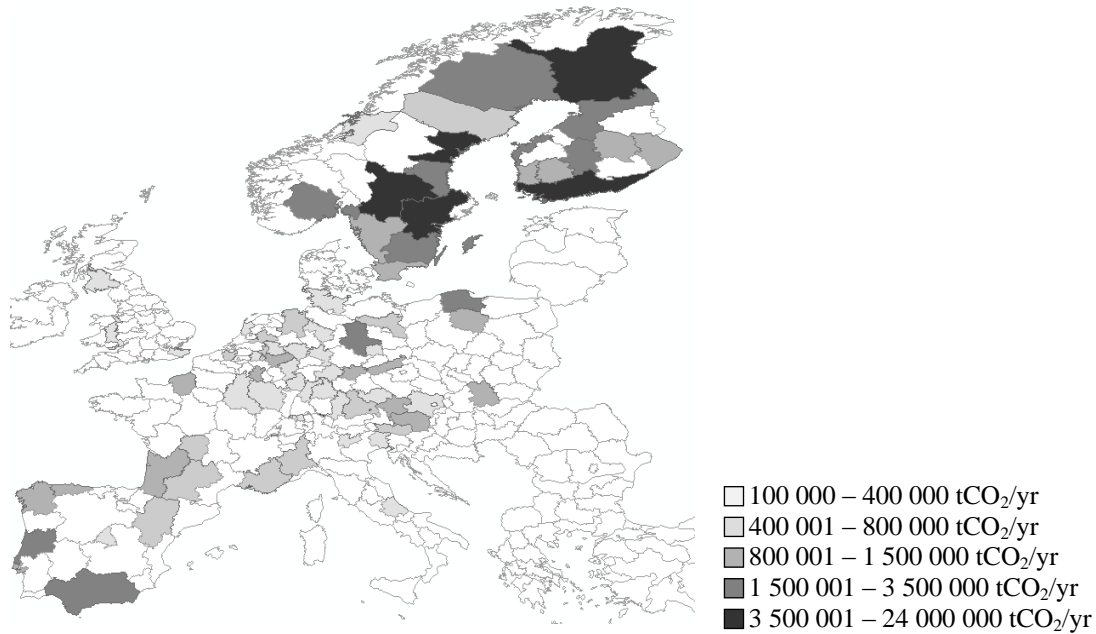 100 000 – 400 000 tCO₂/yr
400 001 – 800 000 tCO₂/yr
800 001 – 1 500 000 tCO₂/yr
1 500 001 – 3 500 000 tCO₂/yr
3 500 001 – 24 000 000 tCO₂/yr